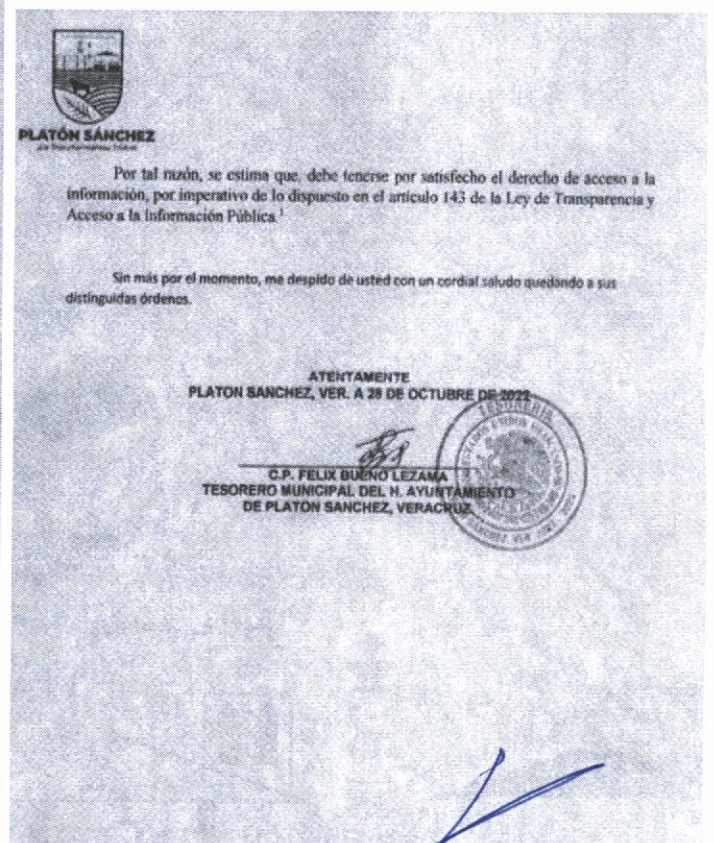 PLATÓN SÁNCHEZ
Por tal razón, se estima que, debe tenerse por satisfecho el derecho de acceso a la
información, por imperativo de lo dispuesto en el artículo 143 de la Ley de Transparencia y
Acceso a la Información Pública.¹
Sin más por el momento, me despido de usted con un cordial saludo quedando a sus
distinguidas órdenes.
ATENTAMENTE
PLATON SANCHEZ, VER. A 28 DE OCTUBRE DE 2022
TESORERÍA
C.P. FELIX BUENO LEZAMA
TESORERO MUNICIPAL DEL H. AYUNTAMIENTO
DE PLATON SANCHEZ, VERACRUZ